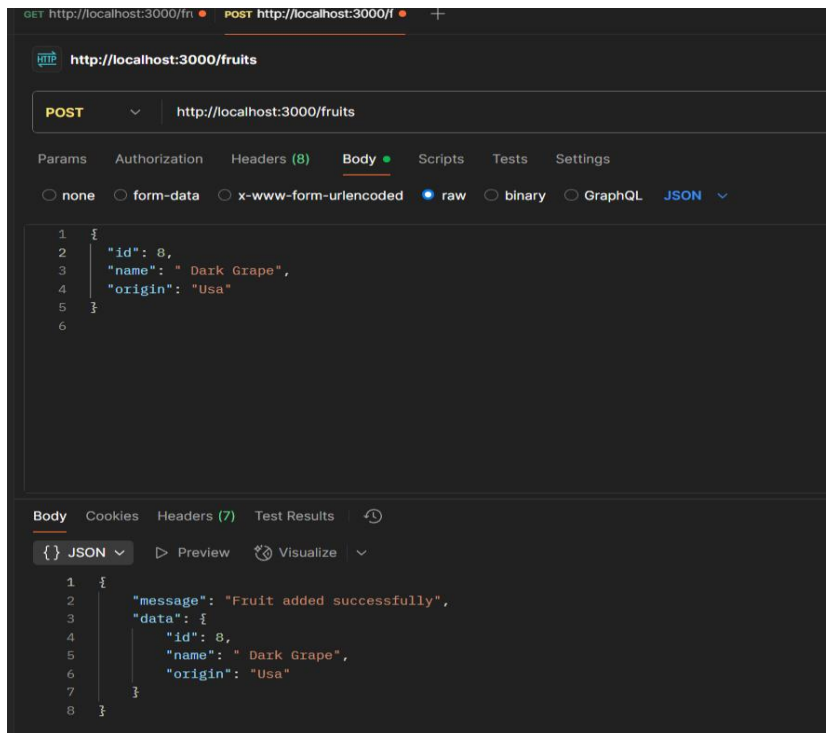 GET http://localhost:3000/fru POST http://localhost:3000/f
HTTP http://localhost:3000/fruits
POST http://localhost:3000/fruits
Params Authorization Headers (8) Body Scripts Tests Settings
none form-data x-www-form-urlencoded raw binary GraphQL JSON
1 {
2 "id": 8,
3 "name": " Dark Grape",
4 "origin": "Usa"
5 }
6
Body Cookies Headers (7) Test Results
{} JSON Preview Visualize
1 {
2 "message": "Fruit added successfully",
3 "data": {
4 "id": 8,
5 "name": " Dark Grape",
6 "origin": "Usa"
7 }
8 }